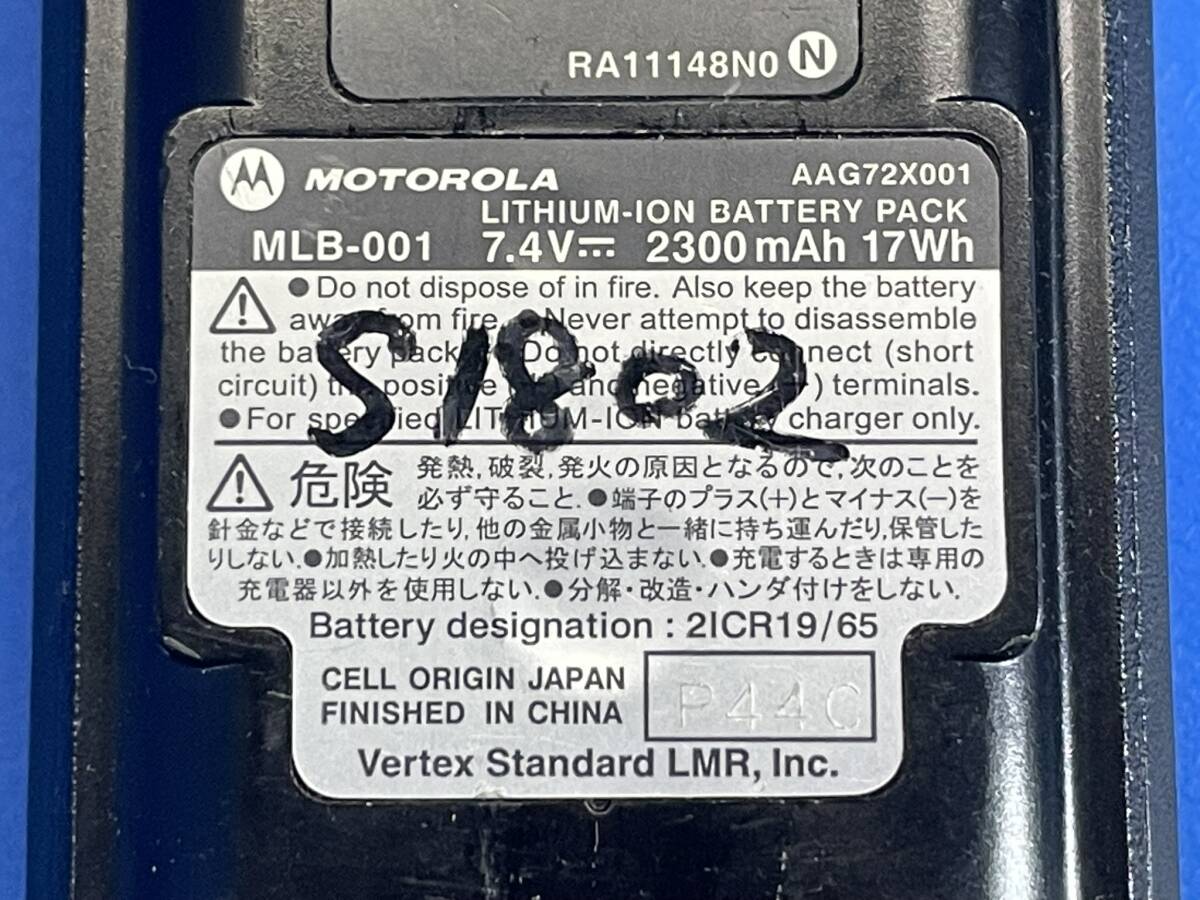 RA11148N0 N
MOTOROLA AAG72X001
LITHIUM-ION BATTERY PACK
MLB-001 7.4V⎓ 2300mAh 17Wh
●Do not dispose of in fire. Also keep the battery
away from fire. ●Never attempt to disassemble
the battery pack. ●Do not directly connect (short
circuit) the positive (+) and negative (−) terminals.
●For specified LITHIUM-ION battery charger only.
S1802
危険 発熱,破裂,発火の原因となるので,次のことを
必ず守ること.●端子のプラス(+)とマイナス(−)を
針金などで接続したり,他の金属小物と一緒に持ち運んだり,保管した
りしない.●加熱したり火の中へ投げ込まない.●充電するときは専用の
充電器以外を使用しない.●分解・改造・ハンダ付けをしない.
Battery designation : 2ICR19/65
CELL ORIGIN JAPAN
FINISHED IN CHINA P44C
Vertex Standard LMR, Inc.